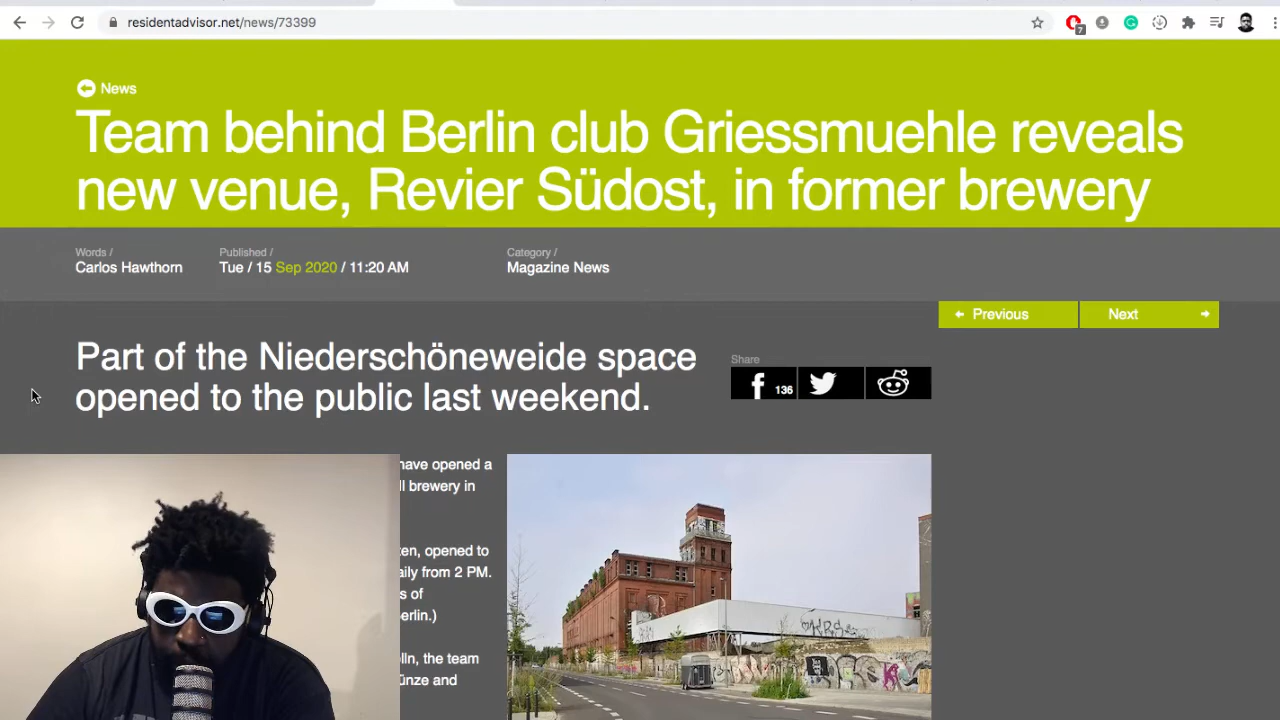 residentadvisor.net/news/73399
7
News
Team behind Berlin club Griessmuehle reveals
new venue, Revier Südost, in former brewery
Words /
Carlos Hawthorn
Published /
Tue / 15 Sep 2020 / 11:20 AM
Category /
Magazine News
Previous
Next
Part of the Niederschöneweide space
opened to the public last weekend.
Share
136
have opened a
ll brewery in
ten, opened to
aily from 2 PM.
s of
erlin.)
lln, the team
ünze and